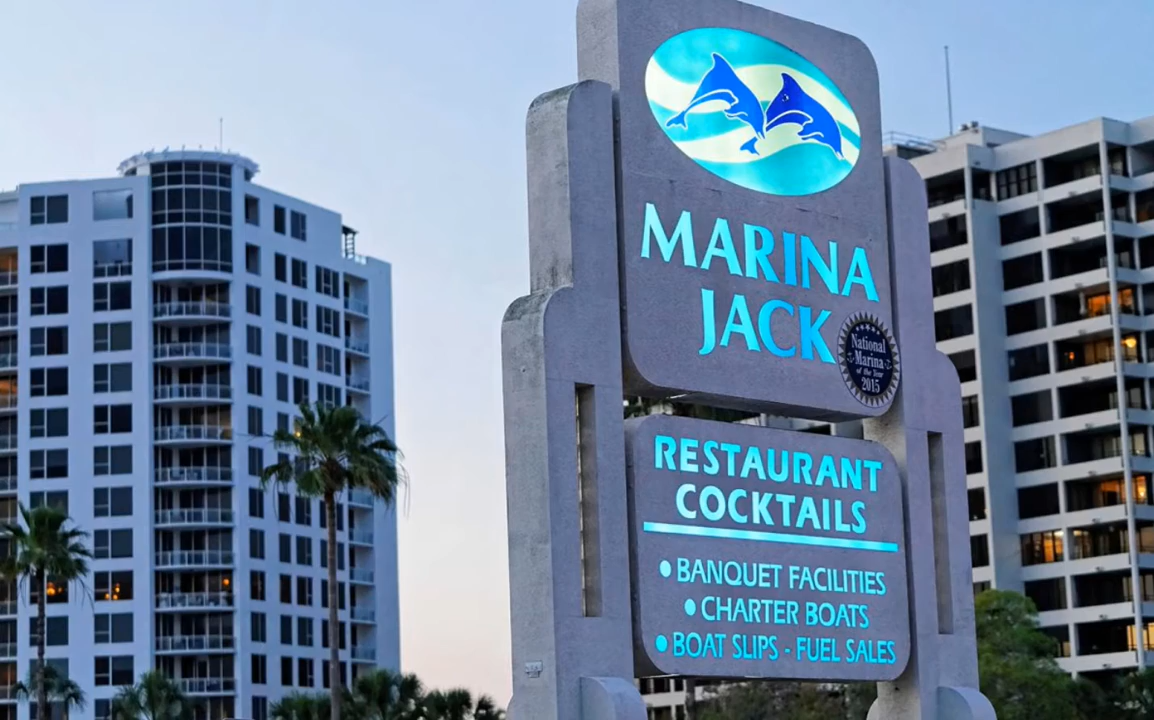 MARINA
JACK
National
Marina
of the Year
2015
RESTAURANT
COCKTAILS
• BANQUET FACILITIES
• CHARTER BOATS
• BOAT SLIPS - FUEL SALES